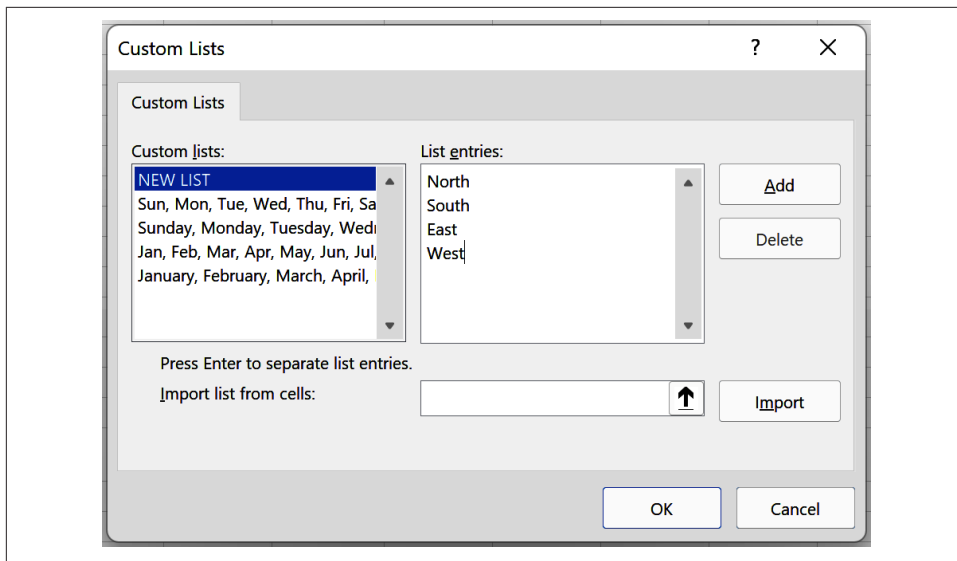 Custom Lists
?
Custom Lists
Custom lists:
NEW LIST
Sun, Mon, Tue, Wed, Thu, Fri, Sa
Sunday, Monday, Tuesday, Wed
Jan, Feb, Mar, Apr, May, Jun, Jul,
January, February, March, April,
List entries:
North
South
East
West
Add
Delete
Press Enter to separate list entries.
Import list from cells:
Import
OK
Cancel